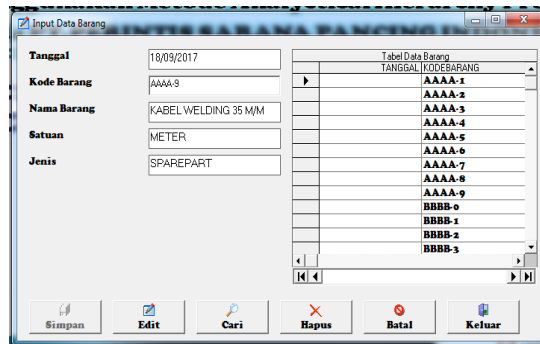 Input Data Barang
Tanggal 18/09/2017
Kode Barang AAAA-9
Nama Barang KABEL WELDING 35 M/M
Satuan METER
Jenis SPAREPART
Tabel Data Barang
TANGGAL KODEBARANG
AAAA-1
AAAA-2
AAAA-3
AAAA-4
AAAA-5
AAAA-6
AAAA-7
AAAA-8
AAAA-9
BBBB-0
BBBB-1
BBBB-2
BBBB-3
Simpan Edit Cari Hapus Batal Keluar